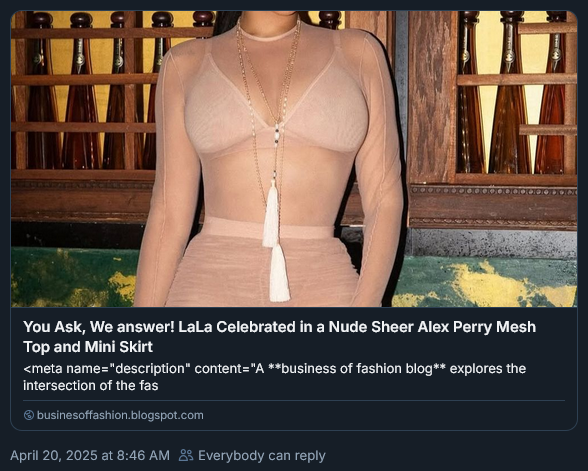 You Ask, We answer! LaLa Celebrated in a Nude Sheer Alex Perry Mesh
Top and Mini Skirt
<meta name="description" content="A **business of fashion blog** explores the
intersection of the fas
businesoffashion.blogspot.com
April 20, 2025 at 8:46 AM Everybody can reply